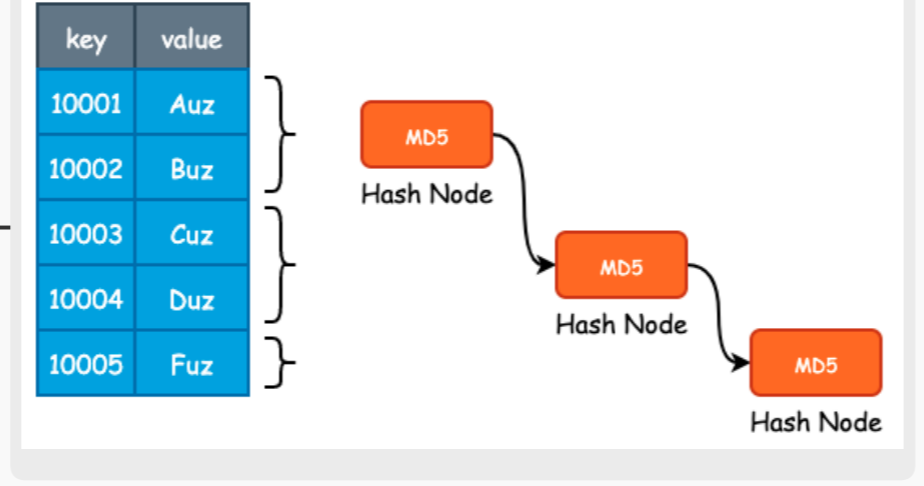 key value
10001 Auz
10002 Buz
10003 Cuz
10004 Duz
10005 Fuz
MD5
Hash Node
MD5
Hash Node
MD5
Hash Node